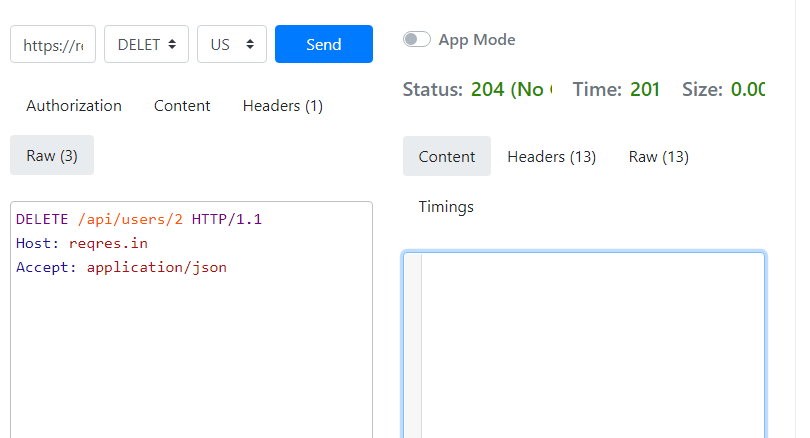 https://re
DELET
US
Send
Authorization
Content
Headers (1)
Raw (3)
DELETE /api/users/2 HTTP/1.1
Host: reqres.in
Accept: application/json
App Mode
Status: 204 (No
Time: 201
Size: 0.00
Content
Headers (13)
Raw (13)
Timings